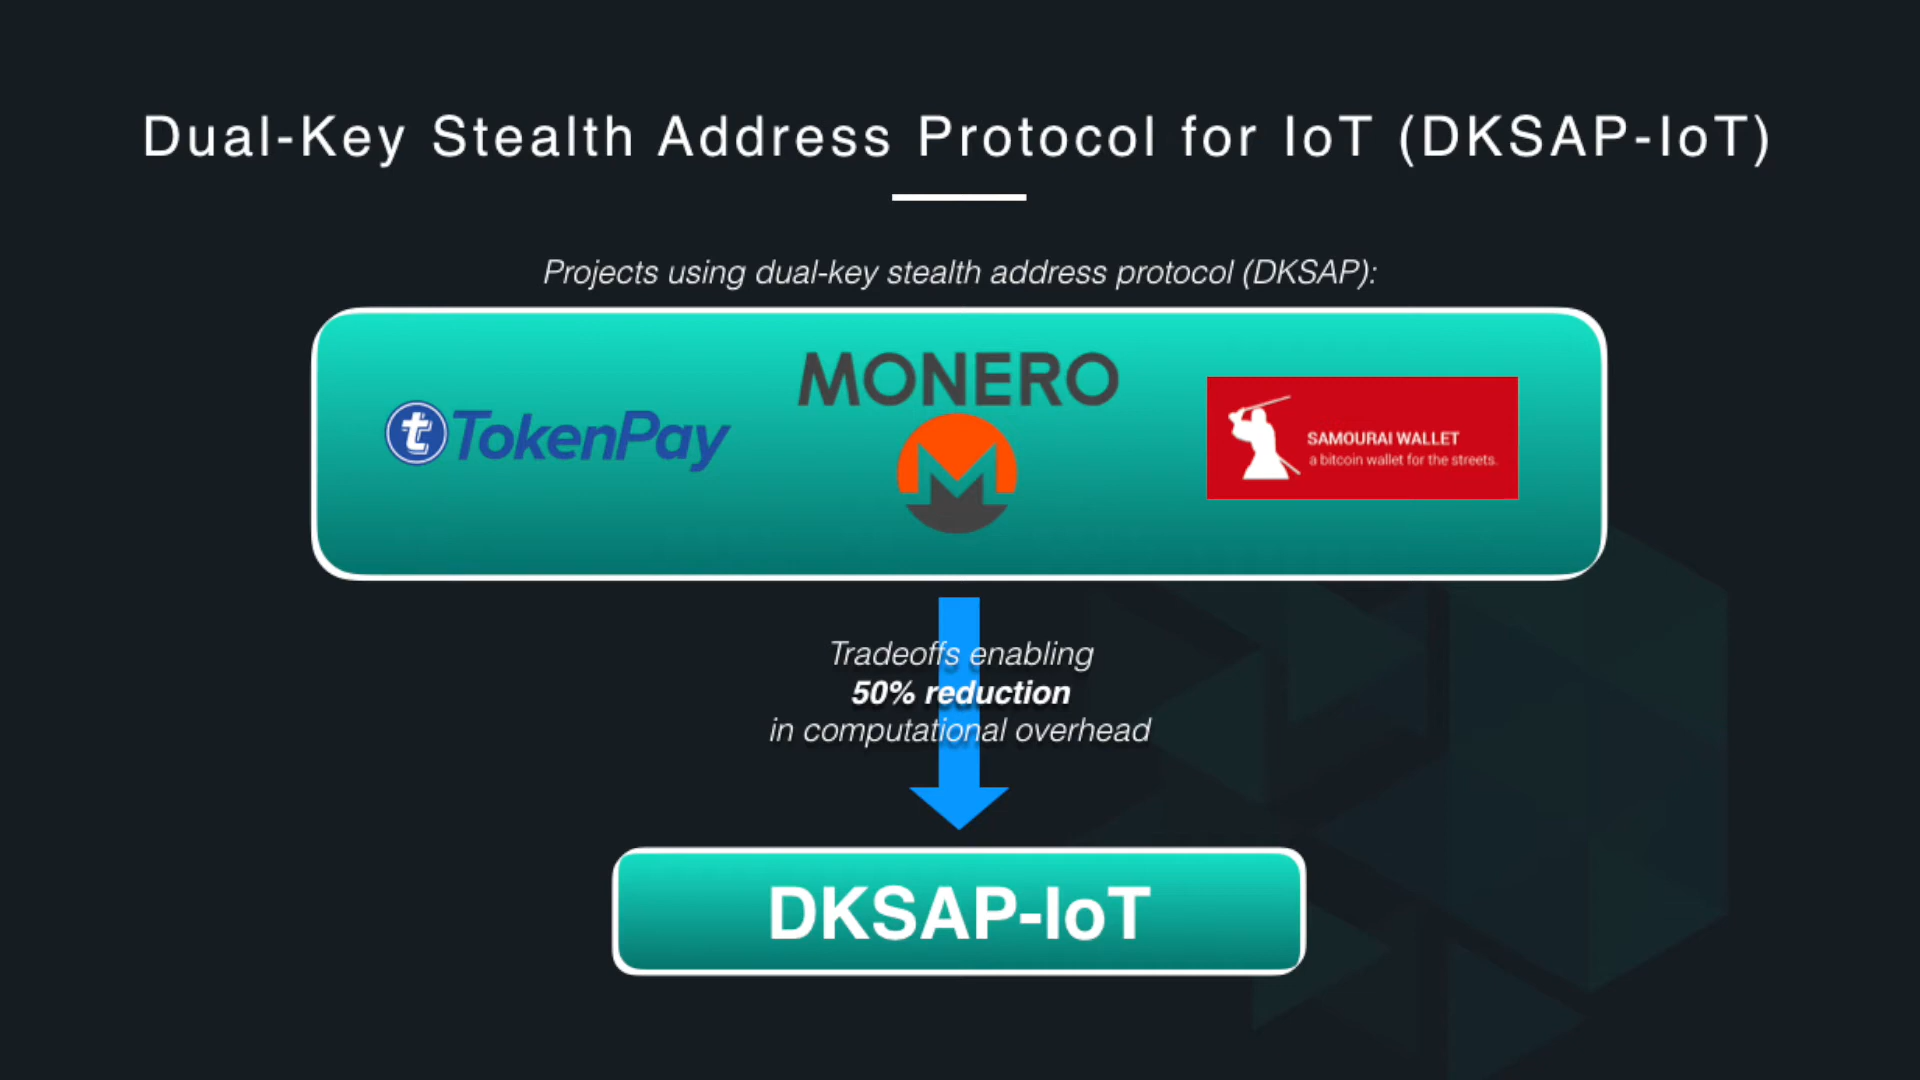 Dual-Key Stealth Address Protocol for IoT (DKSAP-IoT)
Projects using dual-key stealth address protocol (DKSAP):
MONERO
t TokenPay
SAMOURAI WALLET
a bitcoin wallet for the streets.
Tradeoffs enabling
50% reduction
in computational overhead
DKSAP-IoT